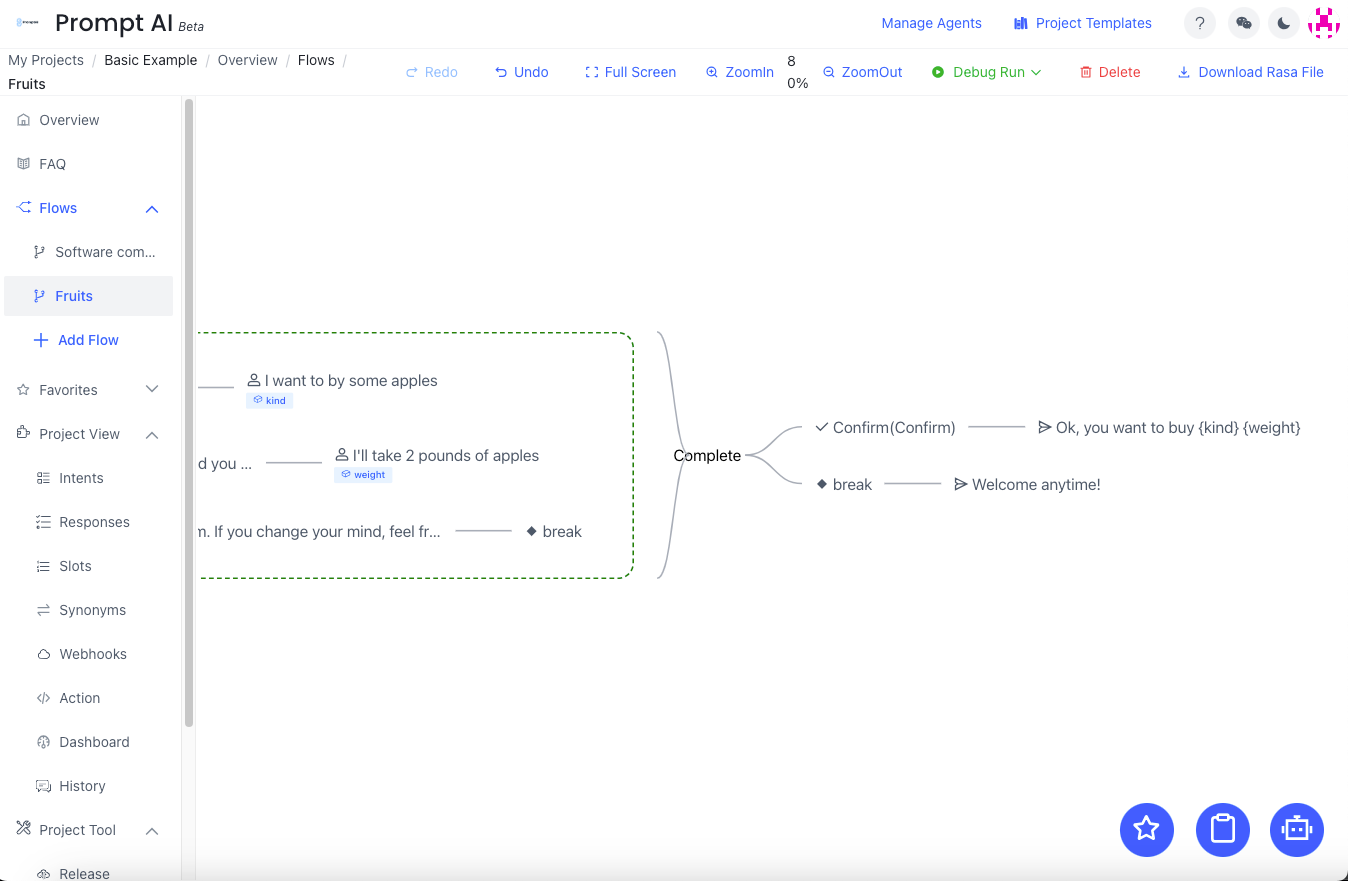 Prompt AI Beta
Manage Agents
Project Templates
?
My Projects / Basic Example / Overview / Flows /
Fruits
Redo
Undo
Full Screen
ZoomIn
8
0%
ZoomOut
Debug Run
Delete
Download Rasa File
Overview
FAQ
Flows
Software com...
Fruits
Add Flow
Favorites
Project View
Intents
Responses
Slots
Synonyms
Webhooks
Action
Dashboard
History
Project Tool
Release
I want to by some apples
kind
d you ...
I'll take 2 pounds of apples
weight
m. If you change your mind, feel fr...
break
Complete
Confirm(Confirm)
Ok, you want to buy {kind} {weight}
break
Welcome anytime!